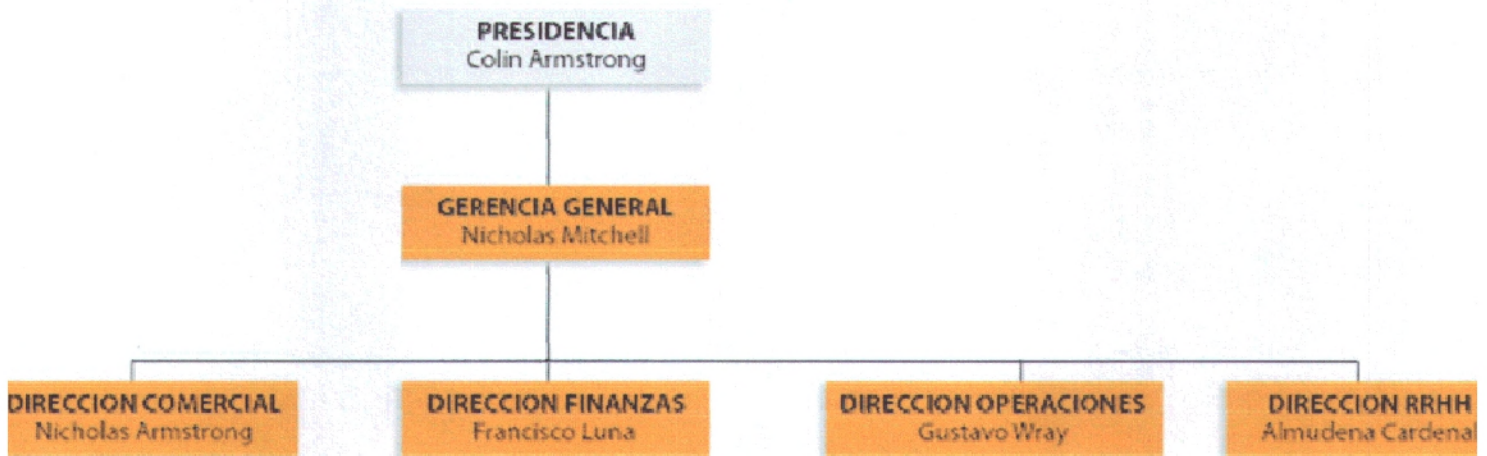 PRESIDENCIA
Colin Armstrong
GERENCIA GENERAL
Nicholas Mitchell
DIRECCION COMERCIAL
Nicholas Armstrong
DIRECCION FINANZAS
Francisco Luna
DIRECCION OPERACIONES
Gustavo Wray
DIRECCION RRHH
Almudena Cardenal